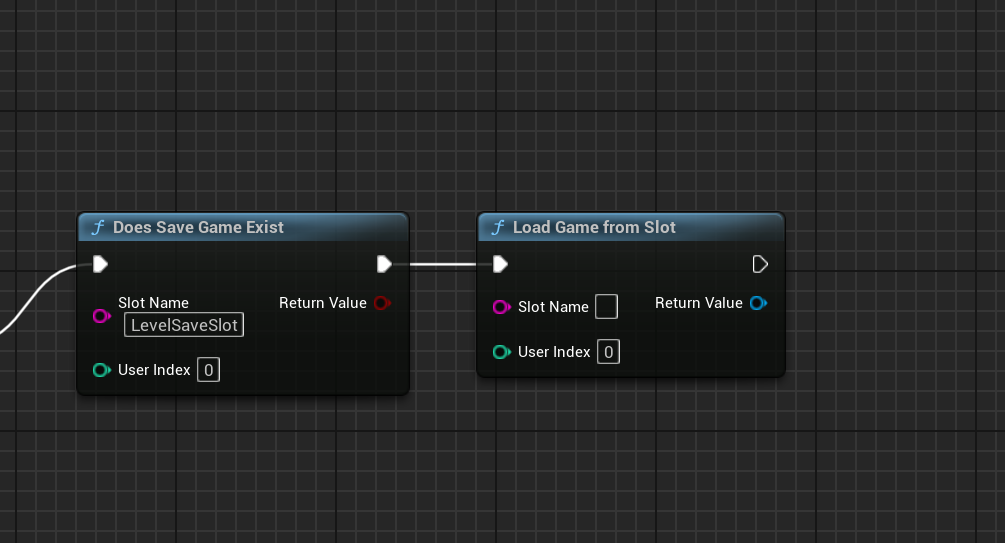 f Does Save Game Exist
Slot Name
LevelSaveSlot
Return Value
User Index 0
f Load Game from Slot
Slot Name
Return Value
User Index 0